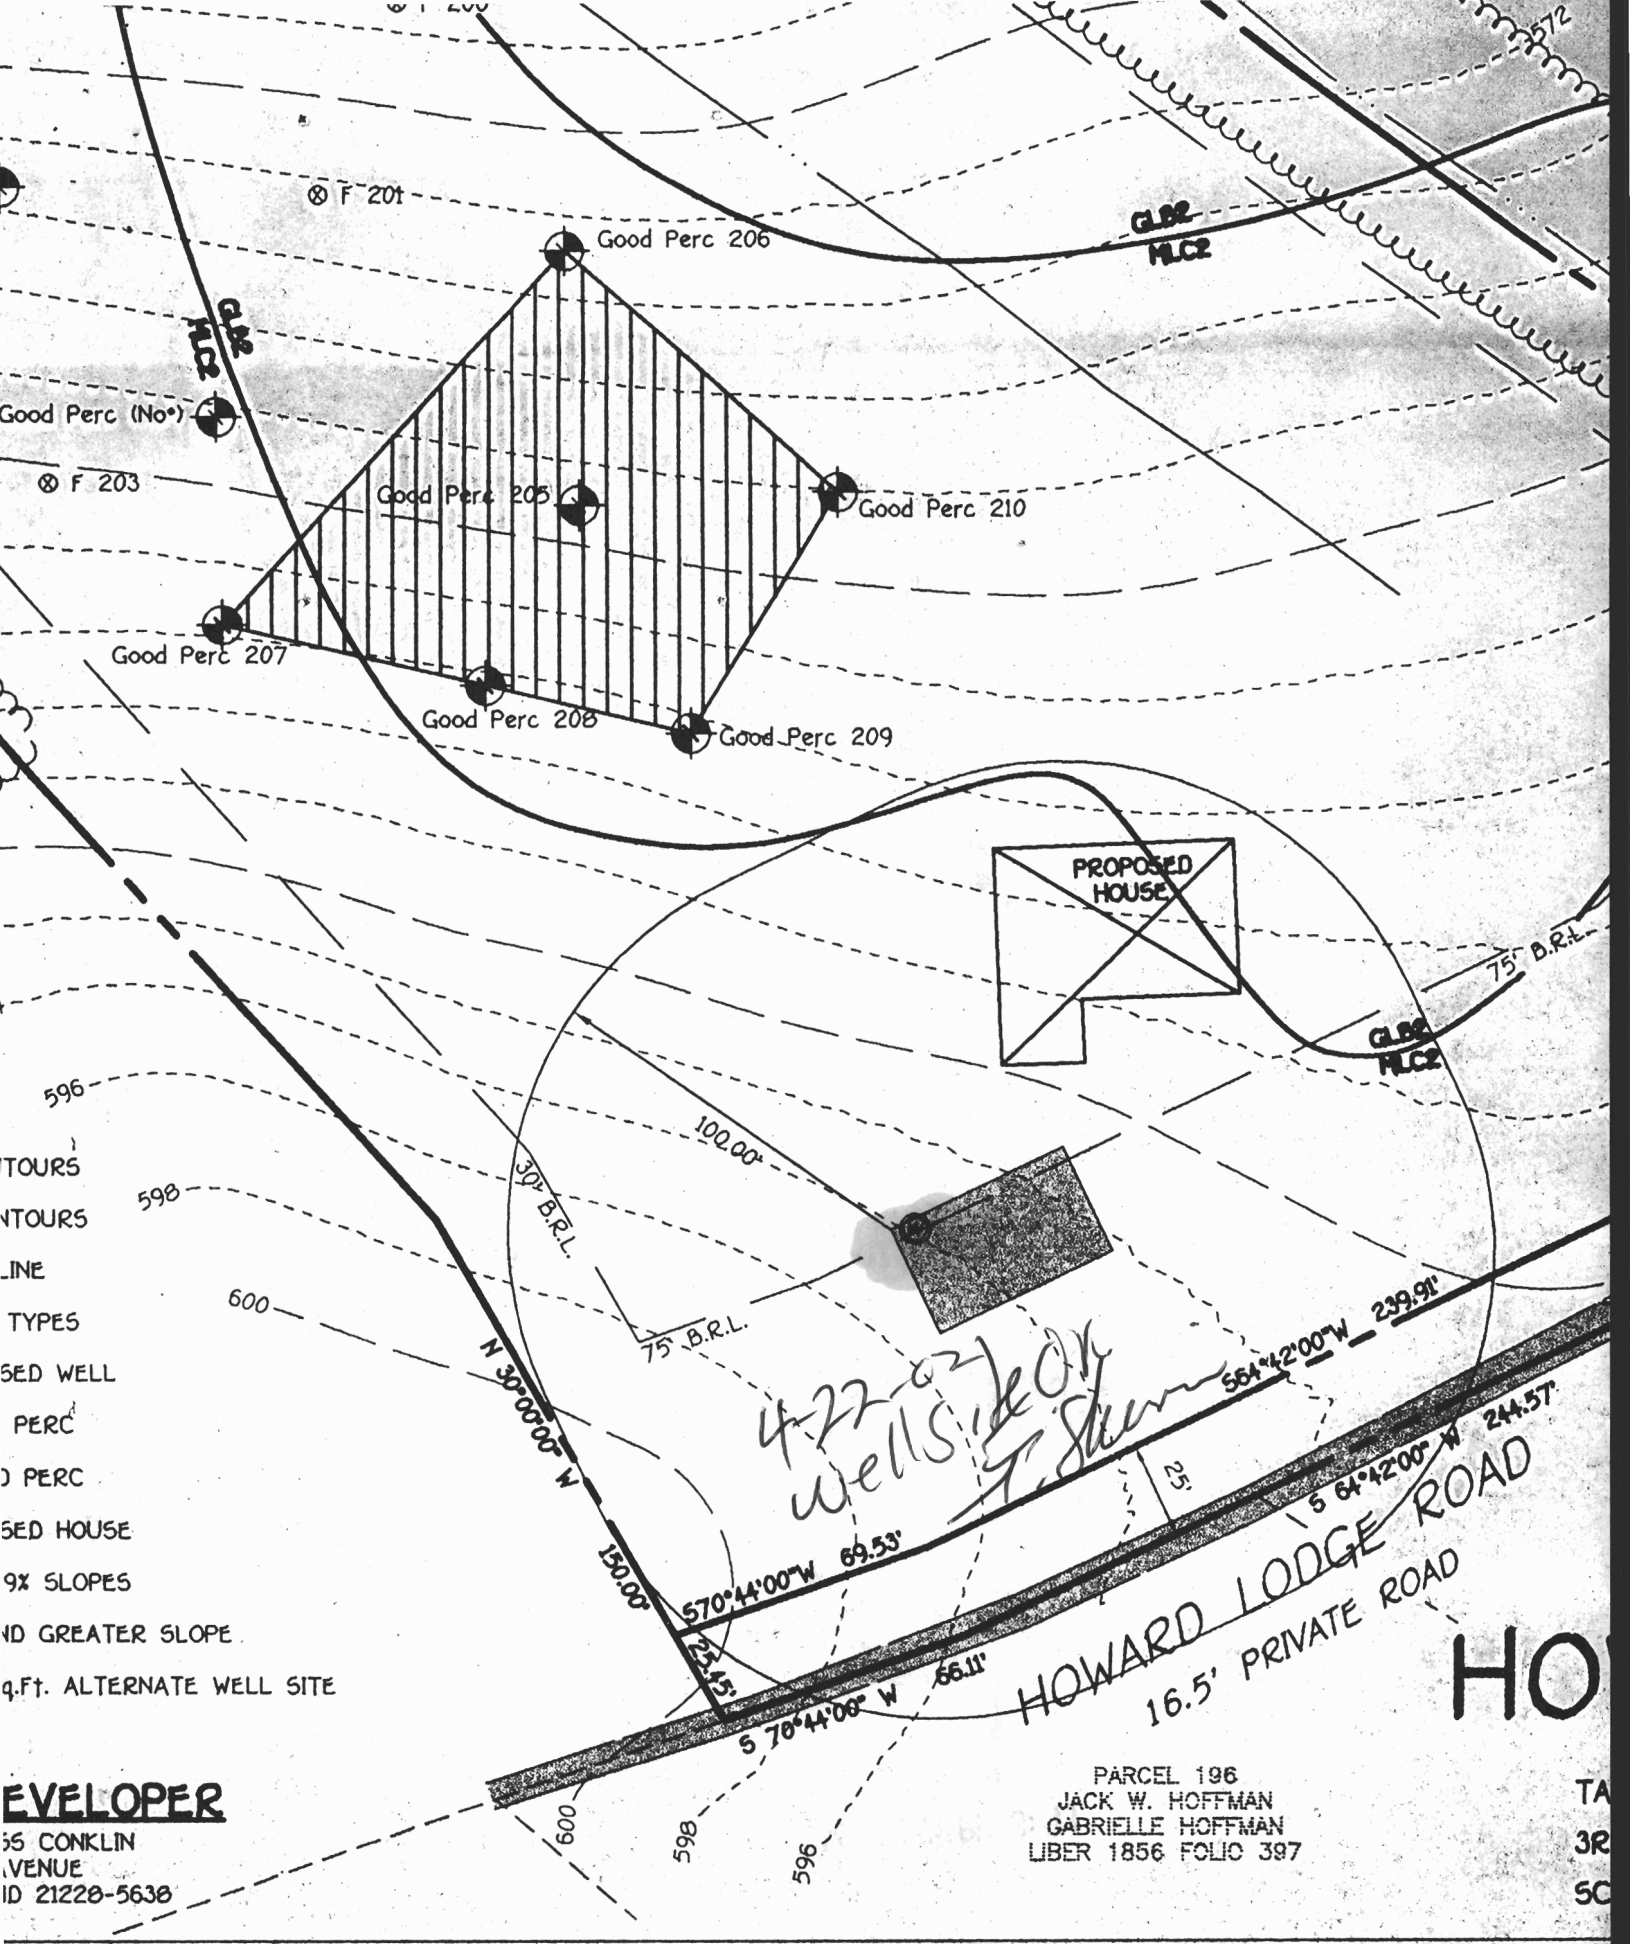 572
F 201
Good Perc 206
GLB2
MLC2
GLB2
MLC2
Good Perc (No°)
F 203
Good Perc 205
Good Perc 210
Good Perc 207
Good Perc 208
Good Perc 209
PROPOSED
HOUSE
75' B.R.L.
GLB2
MLC2
596
100.00'
TOURS
30' B.R.L.
598
NTOURS
LINE
600
TYPES
75' B.R.L.
239.91'
SED WELL
4-22-02
Wellsite OK
S64°42'00"W
N 30°00'00" W
PERC
244.57'
D PERC
25'
S 64°42'00" W
SED HOUSE
69.53'
150.00'
S70°44'00"W
9% SLOPES
HOWARD LODGE ROAD
16.5' PRIVATE ROAD
ND GREATER SLOPE
25.45'
66.11'
q.Ft. ALTERNATE WELL SITE
S 70°44'00" W
HO
EVELOPER
SS CONKLIN
VENUE
ID 21228-5638
600
598
596
PARCEL 196
JACK W. HOFFMAN
GABRIELLE HOFFMAN
LIBER 1856 FOLIO 397
TA
3R
SC